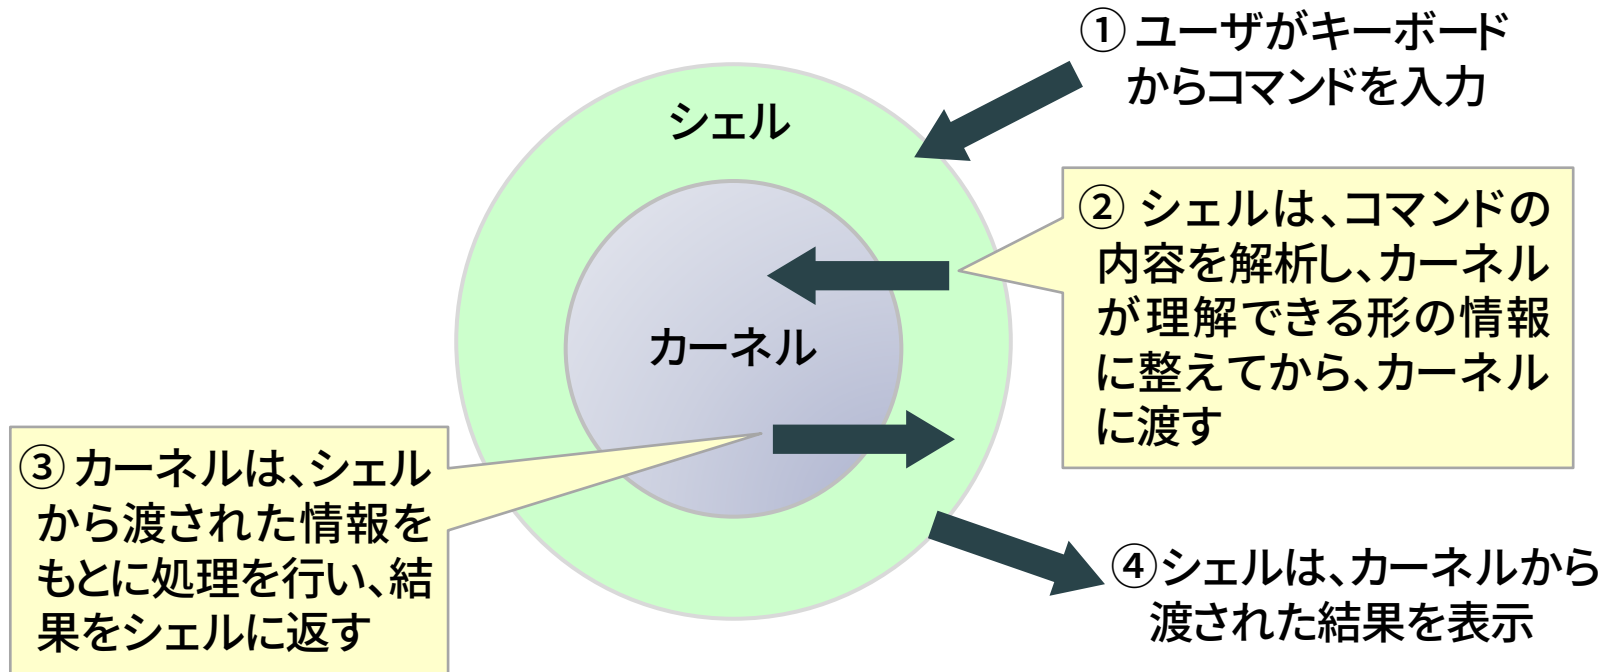 ① ユーザがキーボード
からコマンドを入力
シェル
② シェルは、コマンドの
内容を解析し、カーネル
が理解できる形の情報
に整えてから、カーネル
に渡す
カーネル
③ カーネルは、シェル
から渡された情報を
もとに処理を行い、結
果をシェルに返す
④シェルは、カーネルから
渡された結果を表示